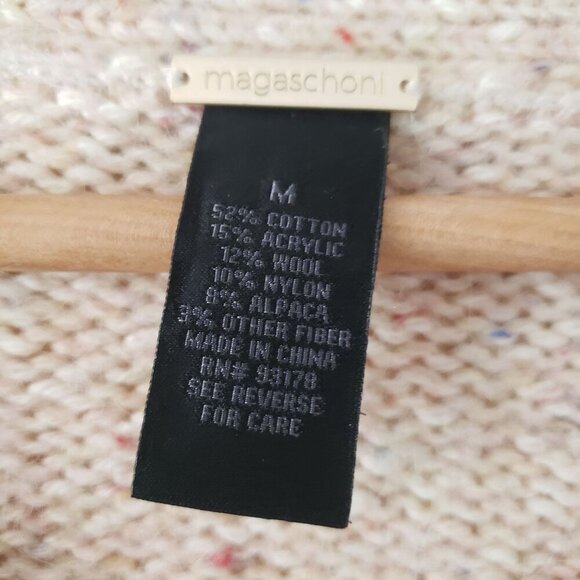 magaschoni
M
52% COTTON
15% ACRYLIC
12% WOOL
10% NYLON
8% ALPACA
3% OTHER FIBER
MADE IN CHINA
RN# 93178
SEE REVERSE
FOR CARE